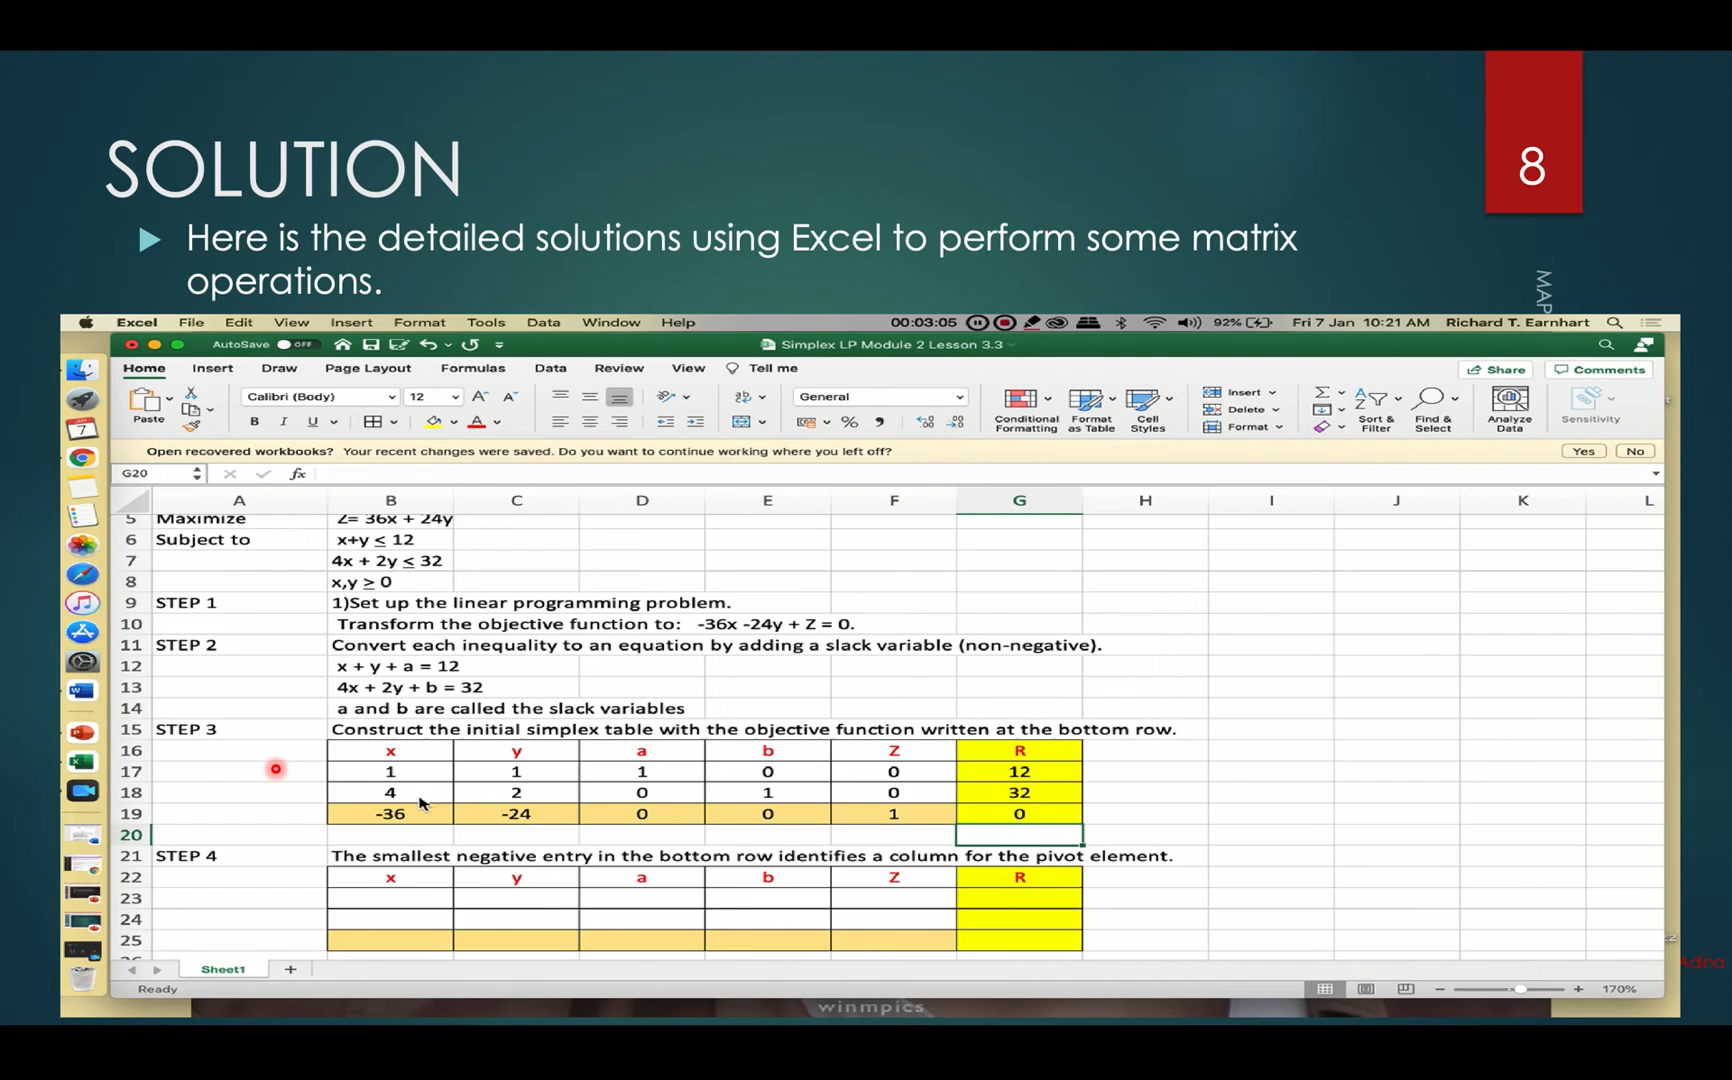 SOLUTION
8
Here is the detailed solutions using Excel to perform some matrix
operations.
MAP
Excel File Edit View Insert Format Tools Data Window Help 00:03:05 92% Fri 7 Jan 10:21 AM Richard T. Earnhart
AutoSave OFF Simplex LP Module 2 Lesson 3.3
Home Insert Draw Page Layout Formulas Data Review View Tell me Share Comments
Paste Calibri (Body) 12 A^ A˅ General Conditional Formatting Format as Table Cell Styles Insert Delete Format Sort & Filter Find & Select Analyze Data Sensitivity
B I U A % 
Open recovered workbooks? Your recent changes were saved. Do you want to continue working where you left off? Yes No
G20 fx
A B C D E F G H I J K L
5 Maximize Z= 36x + 24y
6 Subject to x+y ≤ 12
7 4x + 2y ≤ 32
8 x,y ≥ 0
9 STEP 1 1)Set up the linear programming problem.
10 Transform the objective function to: -36x -24y + Z = 0.
11 STEP 2 Convert each inequality to an equation by adding a slack variable (non-negative).
12 x + y + a = 12
13 4x + 2y + b = 32
14 a and b are called the slack variables
15 STEP 3 Construct the initial simplex table with the objective function written at the bottom row.
16 x y a b Z R
17 1 1 1 0 0 12
18 4 2 0 1 0 32
19 -36 -24 0 0 1 0
20
21 STEP 4 The smallest negative entry in the bottom row identifies a column for the pivot element.
22 x y a b Z R
23
24
25
Adina
Sheet1 +
Ready 170%
winmpics